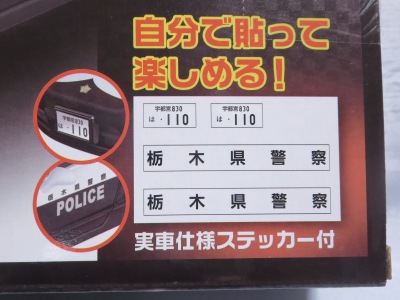 自分で貼って
楽しめる!
宇都宮830
は・110
宇都宮830
は・110
宇都宮830
は・110
栃木県警察
栃木県警察
栃木県警察
POLICE
実車仕様ステッカー付